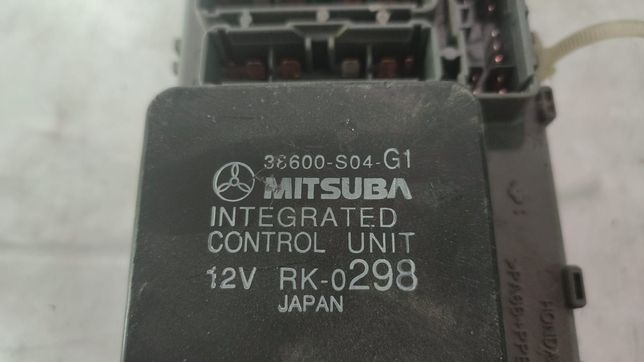 38600-S04-G1
MITSUBA
INTEGRATED
CONTROL UNIT
12V RK-0298
JAPAN